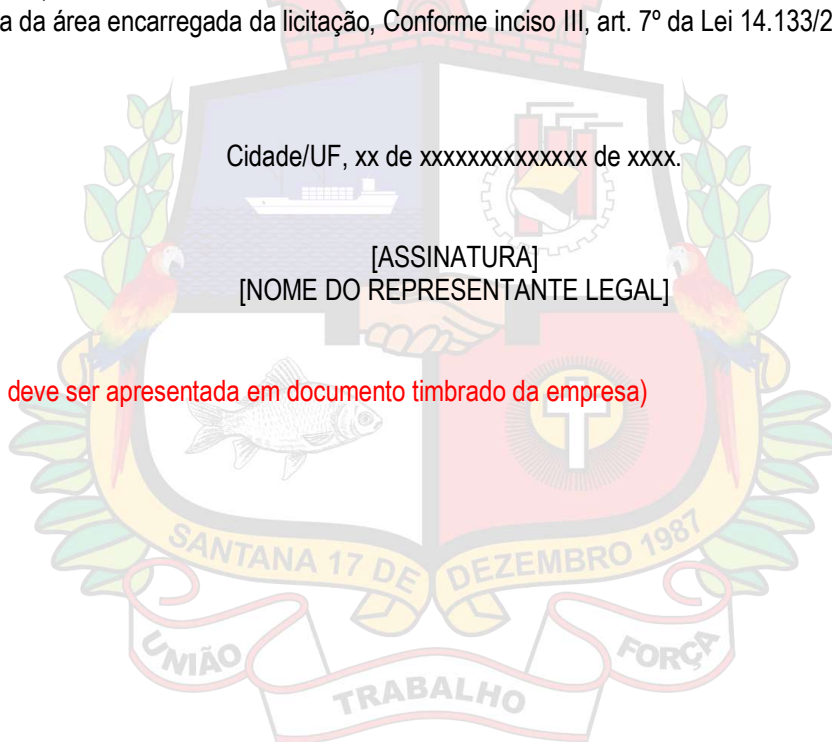 a da área encarregada da licitação, Conforme inciso III, art. 7º da Lei 14.133/2
Cidade/UF, xx de xxxxxxxxxxxxxx de xxxx.
[ASSINATURA]
[NOME DO REPRESENTANTE LEGAL]
deve ser apresentada em documento timbrado da empresa)
SANTANA 17 DE DEZEMBRO 1987
UNIÃO
TRABALHO
FORÇA